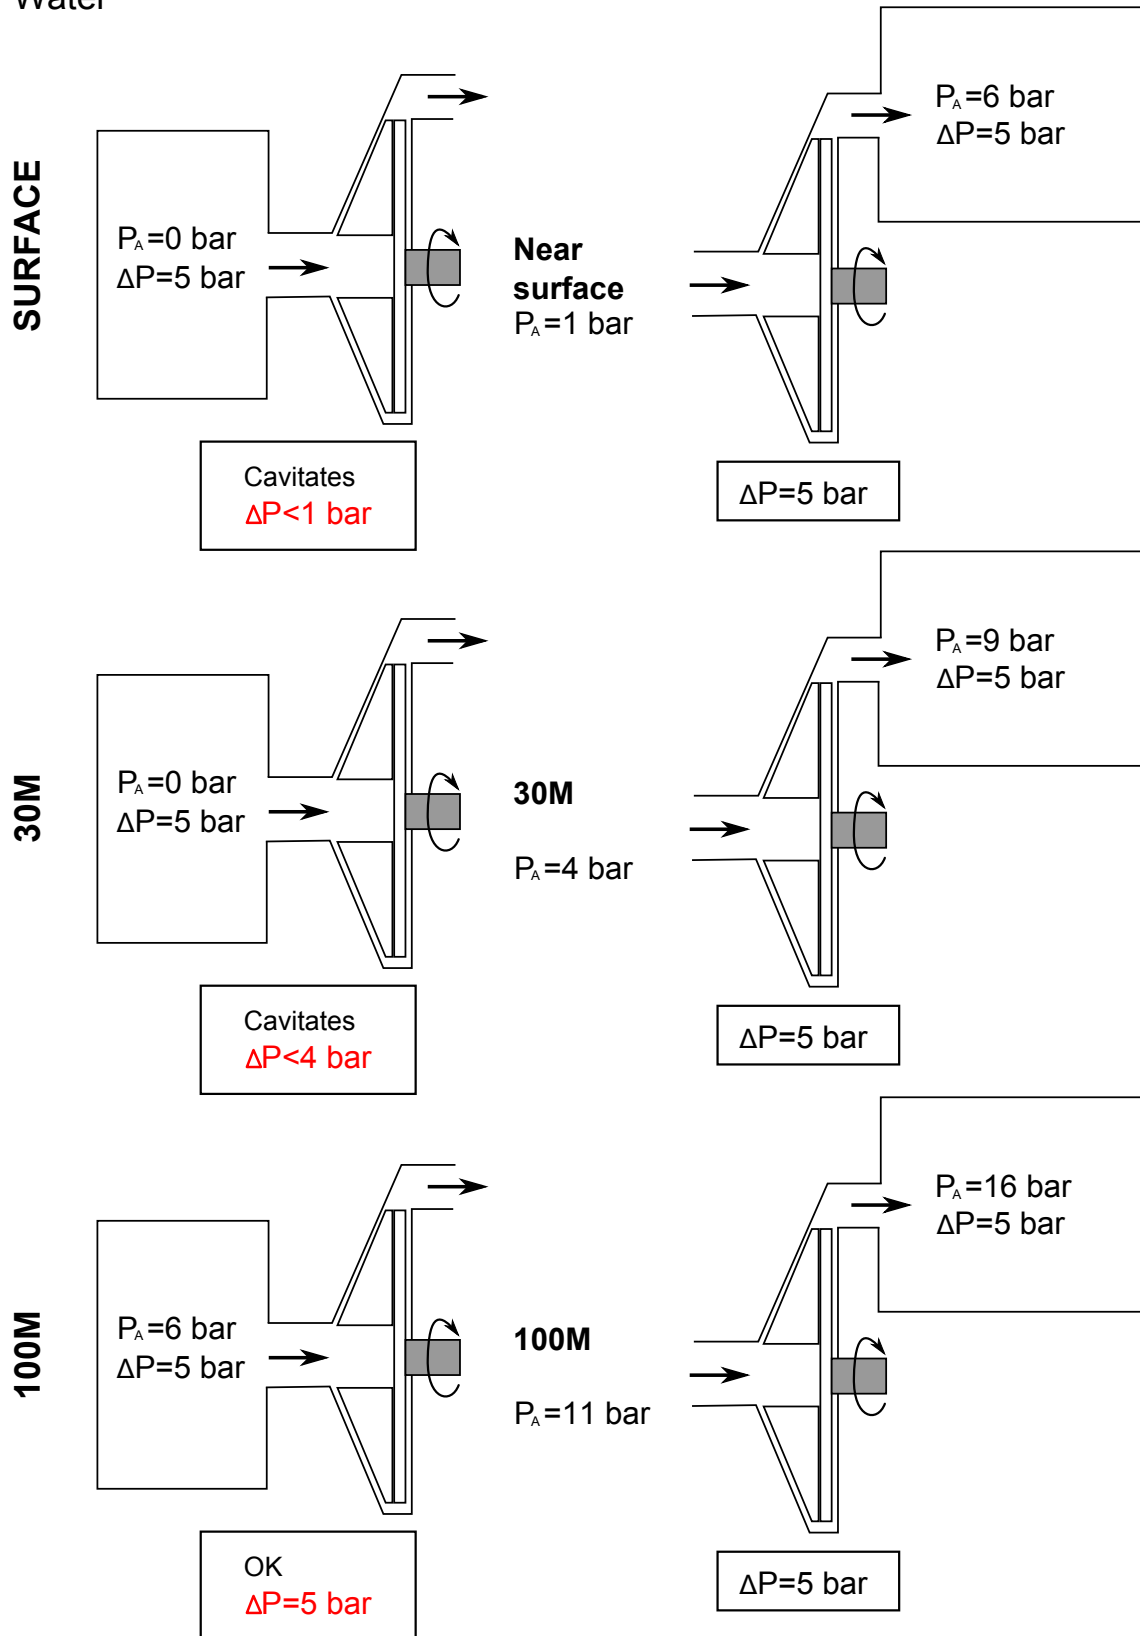 Water
SURFACE
PA=0 bar
ΔP=5 bar
Cavitates
ΔP<1 bar
Near
surface
PA=1 bar
PA=6 bar
ΔP=5 bar
ΔP=5 bar
30M
PA=0 bar
ΔP=5 bar
Cavitates
ΔP<4 bar
30M
PA=4 bar
PA=9 bar
ΔP=5 bar
ΔP=5 bar
100M
PA=6 bar
ΔP=5 bar
OK
ΔP=5 bar
100M
PA=11 bar
PA=16 bar
ΔP=5 bar
ΔP=5 bar